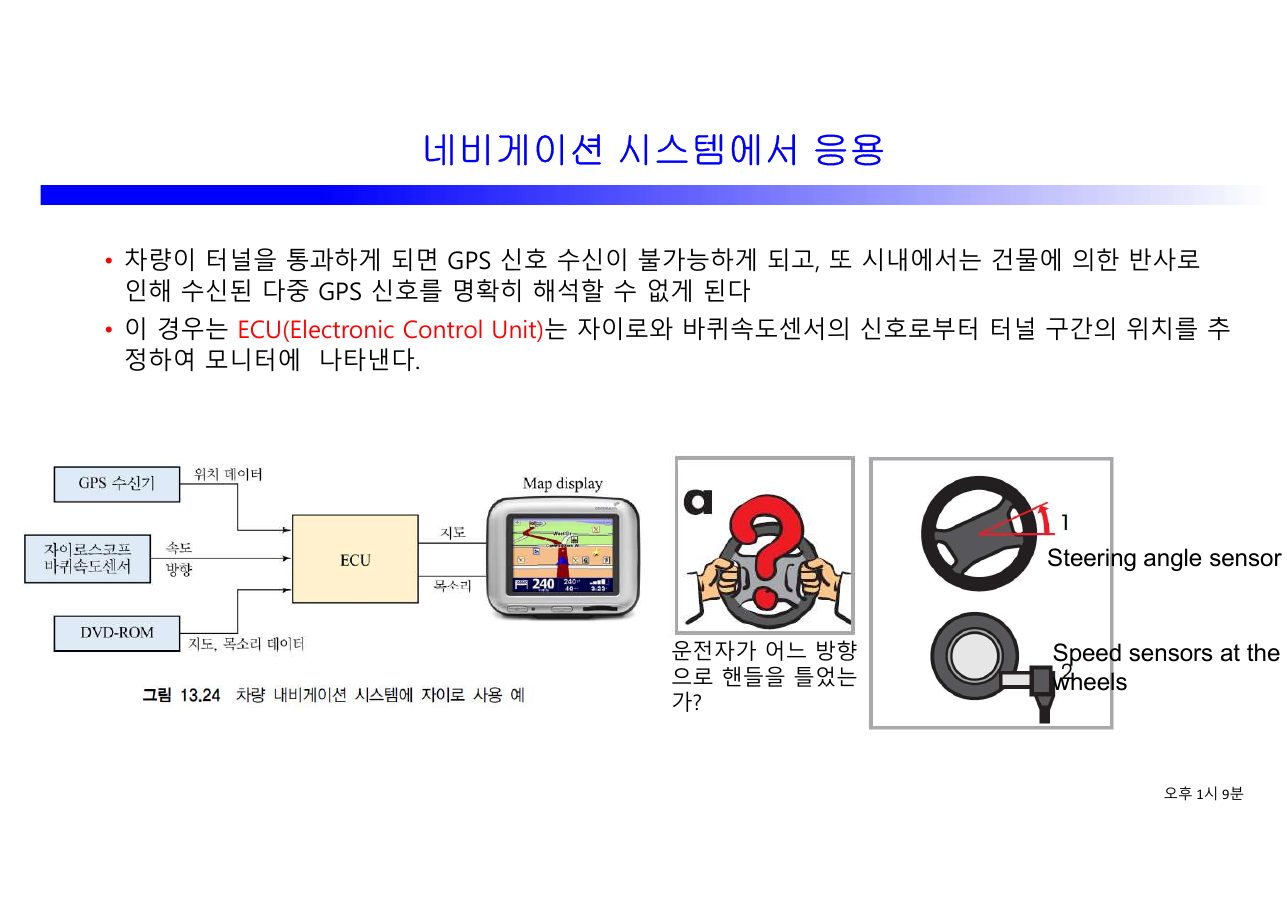 네비게이션 시스템에서 응용
• 차량이 터널을 통과하게 되면 GPS 신호 수신이 불가능하게 되고, 또 시내에서는 건물에 의한 반사로
인해 수신된 다중 GPS 신호를 명확히 해석할 수 없게 된다
• 이 경우는 ECU(Electronic Control Unit)는 자이로와 바퀴속도센서의 신호로부터 터널 구간의 위치를 추
정하여 모니터에 나타낸다.
GPS 수신기
위치 데이터
자이로스코프
바퀴속도센서
속도
방향
DVD-ROM
지도, 목소리 데이터
ECU
지도
목소리
Map display
240
240
3:23
그림 13.24 차량 내비게이션 시스템에 자이로 사용 예
a
?
운전자가 어느 방향
으로 핸들을 틀었는
가?
1
Steering angle sensor
2
Speed sensors at the
wheels
오후 1시 9분